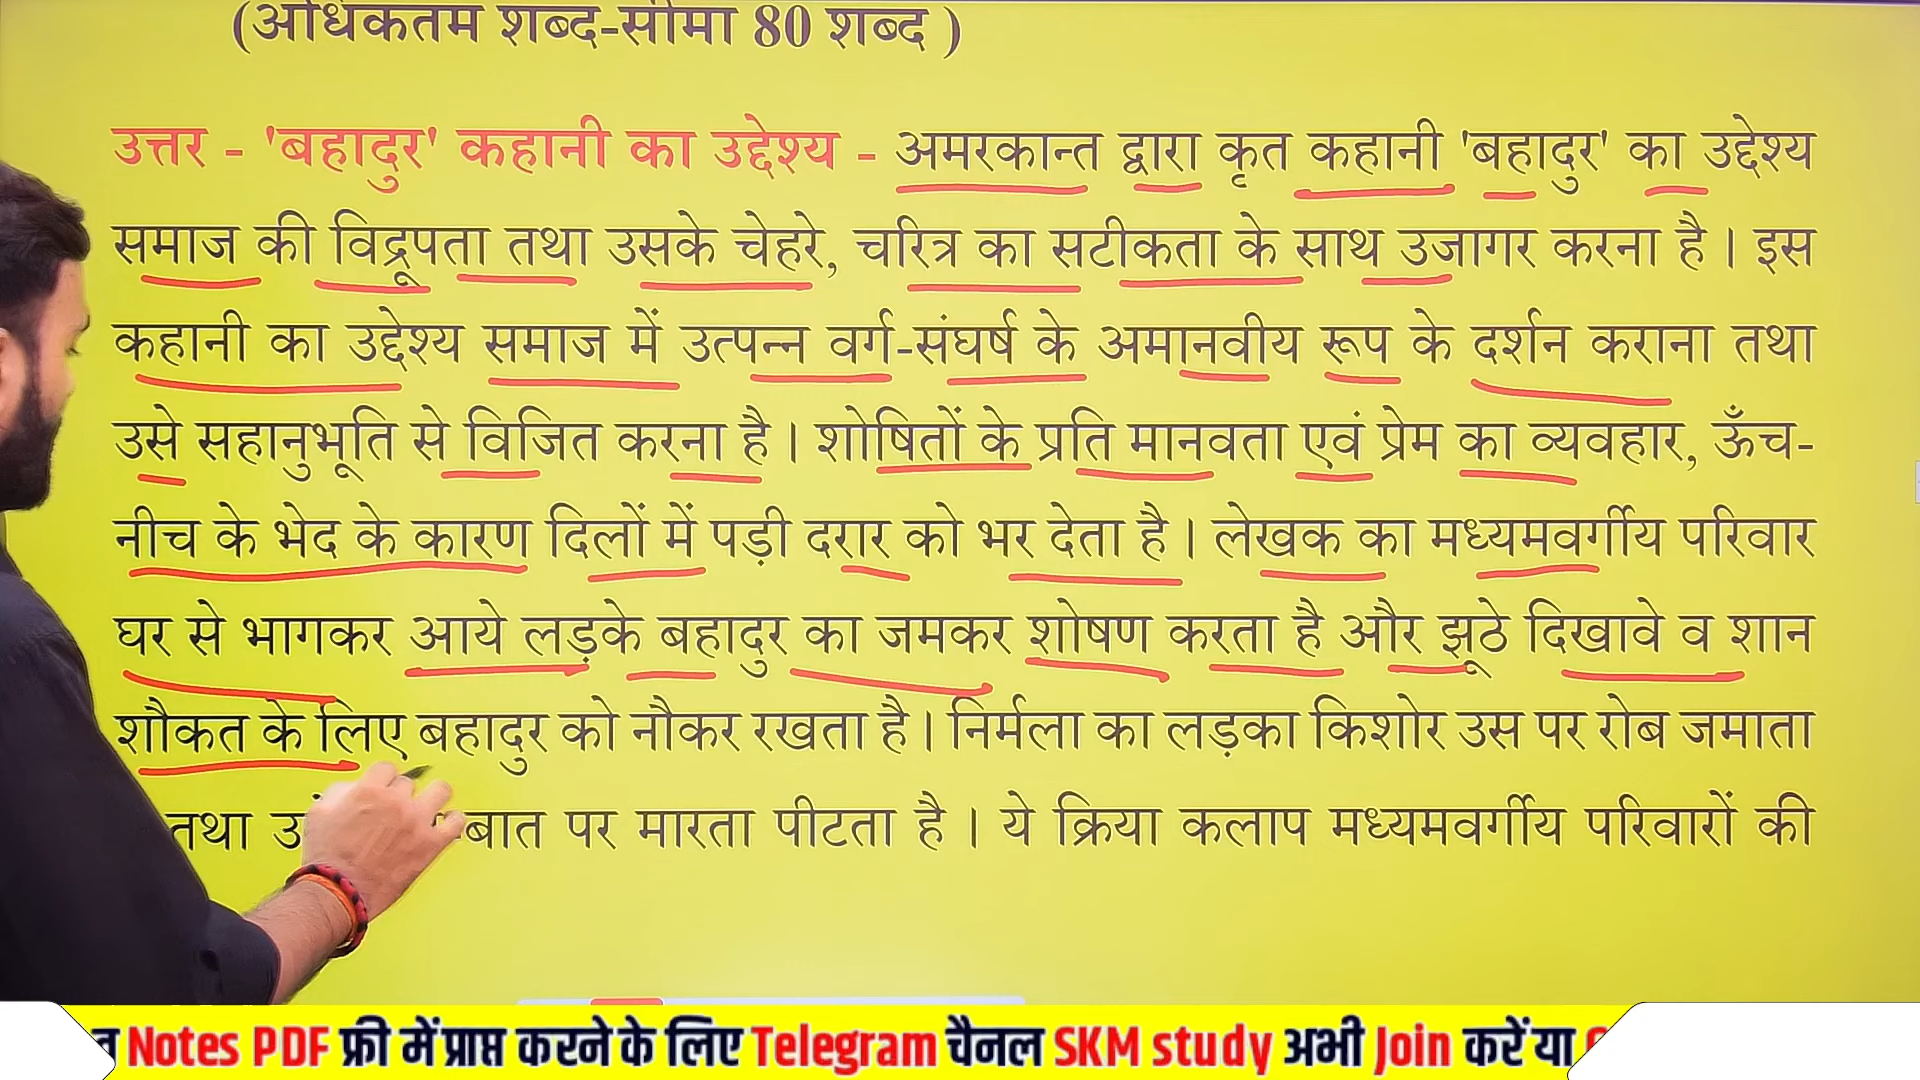 (अधिकतम शब्द-सीमा 80 शब्द )
उत्तर - 'बहादुर' कहानी का उद्देश्य - अमरकान्त द्वारा कृत कहानी 'बहादुर' का उद्देश्य
समाज की विद्रूपता तथा उसके चेहरे, चरित्र का सटीकता के साथ उजागर करना है । इस
कहानी का उद्देश्य समाज में उत्पन्न वर्ग-संघर्ष के अमानवीय रूप के दर्शन कराना तथा
उसे सहानुभूति से विजित करना है । शोषितों के प्रति मानवता एवं प्रेम का व्यवहार, ऊँच-
नीच के भेद के कारण दिलों में पड़ी दरार को भर देता है । लेखक का मध्यमवर्गीय परिवार
घर से भागकर आये लड़के बहादुर का जमकर शोषण करता है और झूठे दिखावे व शान
शौकत के लिए बहादुर को नौकर रखता है । निर्मला का लड़का किशोर उस पर रोब जमाता
तथा बात पर मारता पीटता है । ये क्रिया कलाप मध्यमवर्गीय परिवारों की
Notes PDF फ्री में प्राप्त करने के लिए Telegram चैनल SKM study अभी Join करें या